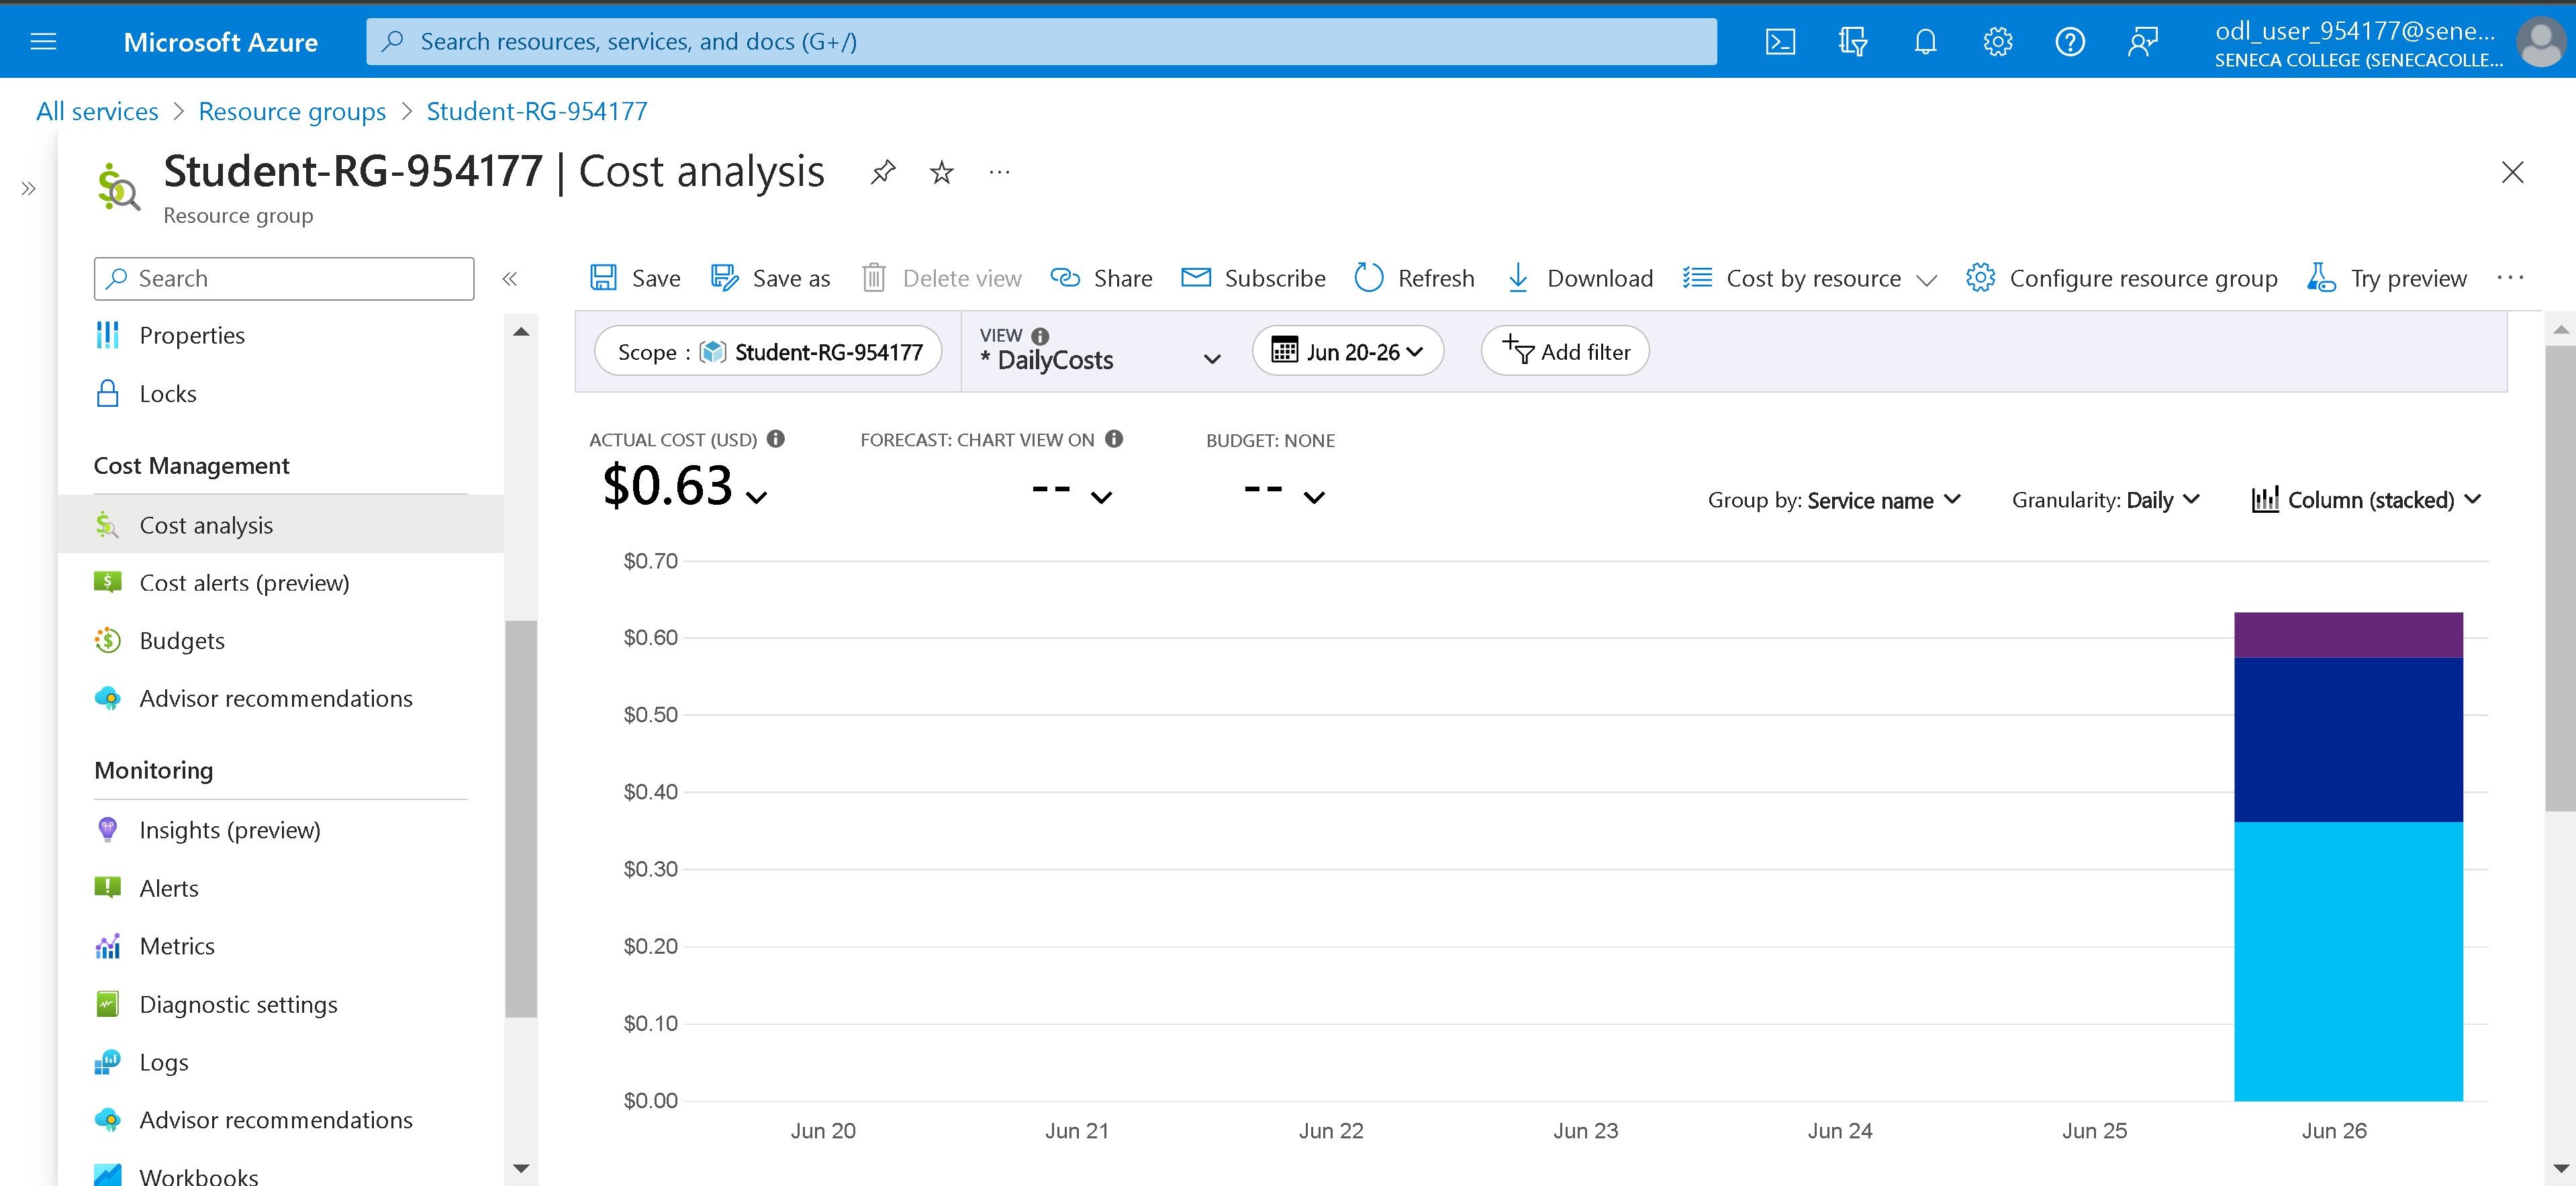 Microsoft Azure
Search resources, services, and docs (G+/)
odl_user_954177@sene...
SENECA COLLEGE (SENECACOLLE...
All services > Resource groups > Student-RG-954177
Student-RG-954177 | Cost analysis
Resource group
Search
Save
Save as
Delete view
Share
Subscribe
Refresh
Download
Cost by resource
Configure resource group
Try preview
Properties
Locks
Cost Management
Cost analysis
Cost alerts (preview)
Budgets
Advisor recommendations
Monitoring
Insights (preview)
Alerts
Metrics
Diagnostic settings
Logs
Advisor recommendations
Workbooks
Scope : Student-RG-954177
VIEW
* DailyCosts
Jun 20-26
Add filter
ACTUAL COST (USD)
$0.63
FORECAST: CHART VIEW ON
--
BUDGET: NONE
--
Group by: Service name
Granularity: Daily
Column (stacked)
$0.70
$0.60
$0.50
$0.40
$0.30
$0.20
$0.10
$0.00
Jun 20
Jun 21
Jun 22
Jun 23
Jun 24
Jun 25
Jun 26